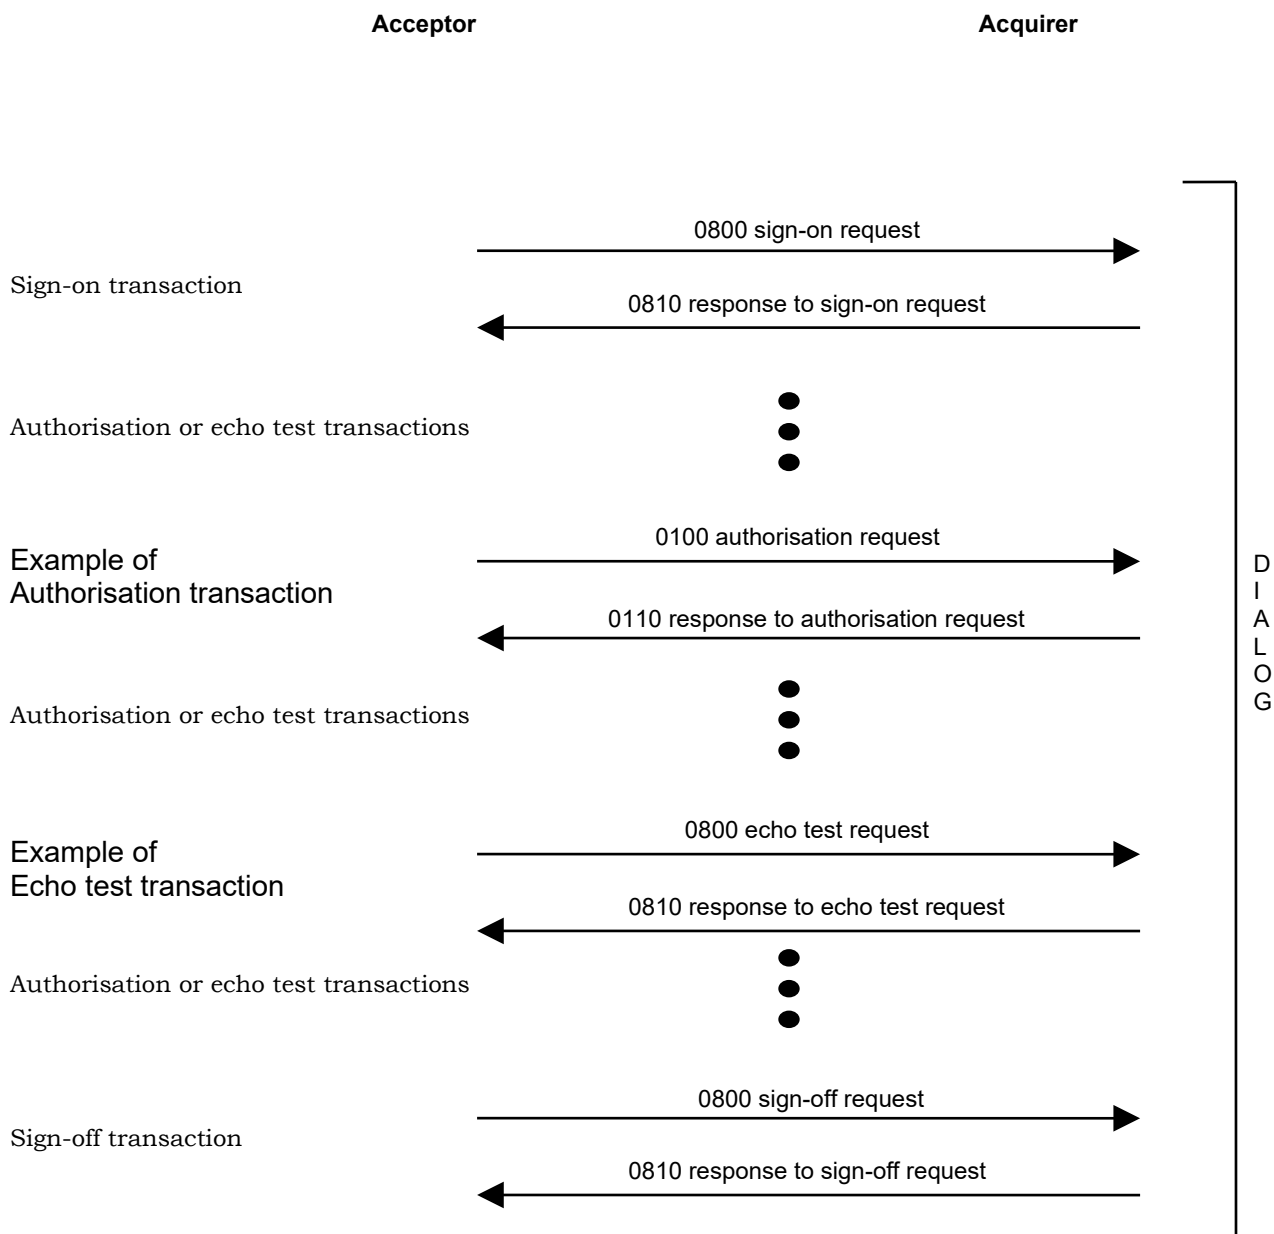 Acceptor
Acquirer
0800 sign-on request
Sign-on transaction
0810 response to sign-on request
Authorisation or echo test transactions
0100 authorisation request
Example of
Authorisation transaction
0110 response to authorisation request
Authorisation or echo test transactions
0800 echo test request
Example of
Echo test transaction
0810 response to echo test request
Authorisation or echo test transactions
0800 sign-off request
Sign-off transaction
0810 response to sign-off request
D
I
A
L
O
G